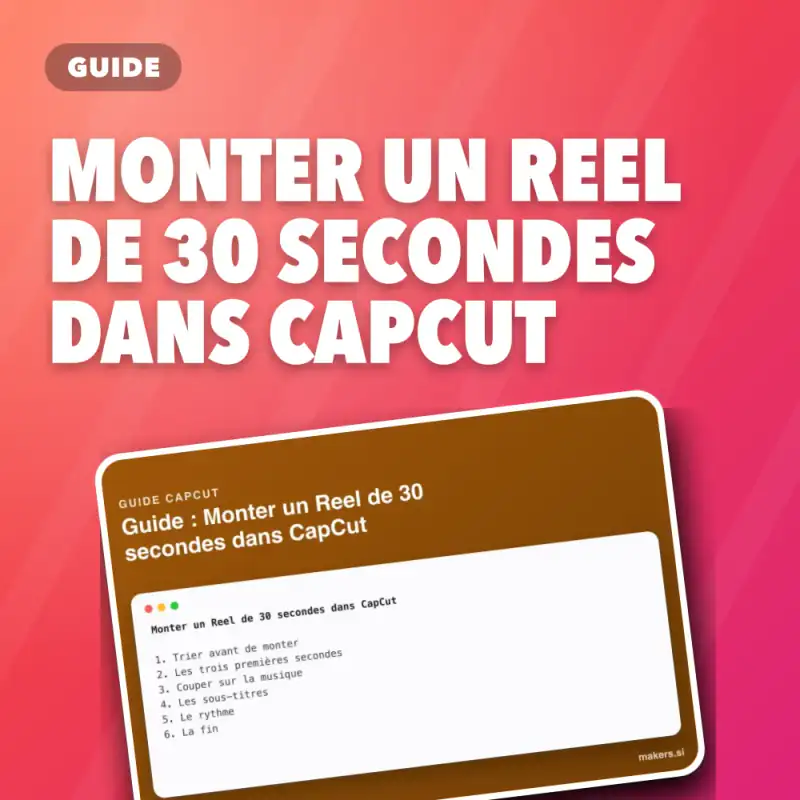 GUIDE
MONTER UN REEL
DE 30 SECONDES
DANS CAPCUT
GUIDE CAPCUT
Guide : Monter un Reel de 30
secondes dans CapCut
Monter un Reel de 30 secondes dans CapCut
1. Trier avant de monter
2. Les trois premières secondes
3. Couper sur la musique
4. Les sous-titres
5. Le rythme
6. La fin
makers.si